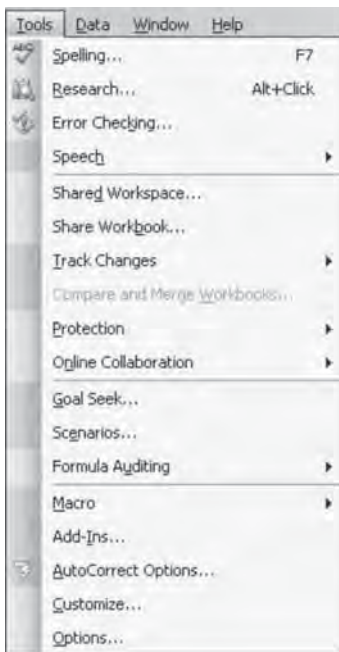 Tools Data Window Help
Spelling... F7
Research... Alt+Click
Error Checking...
Speech
Shared Workspace...
Share Workbook...
Track Changes
Compare and Merge Workbooks...
Protection
Online Collaboration
Goal Seek...
Scenarios...
Formula Auditing
Macro
Add-Ins...
AutoCorrect Options...
Customize...
Options...